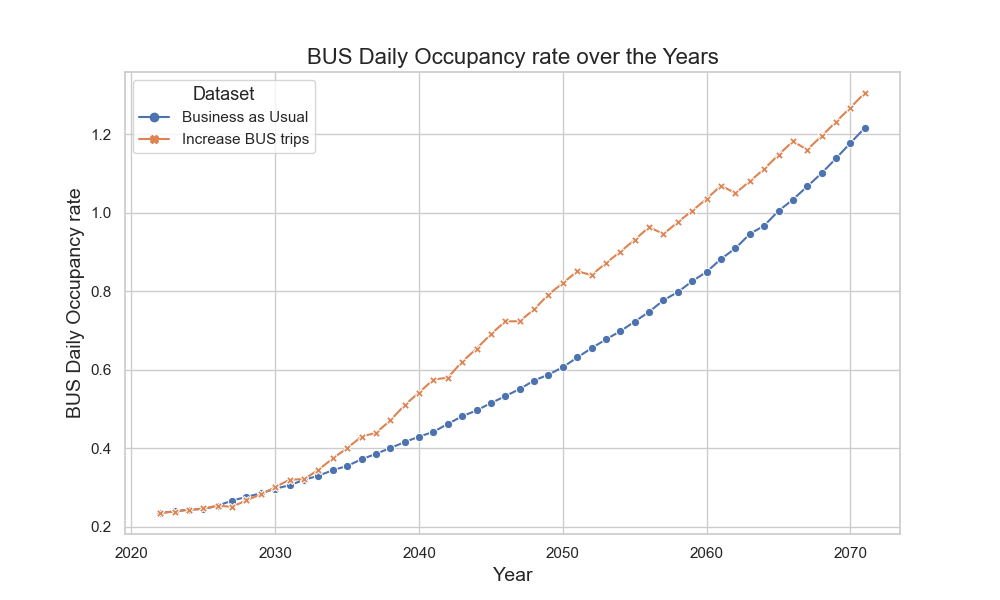 BUS Daily Occupancy rate over the Years
Dataset
Business as Usual
Increase BUS trips
BUS Daily Occupancy rate
1.2
1.0
0.8
0.6
0.4
0.2
2020 2030 2040 2050 2060 2070
Year